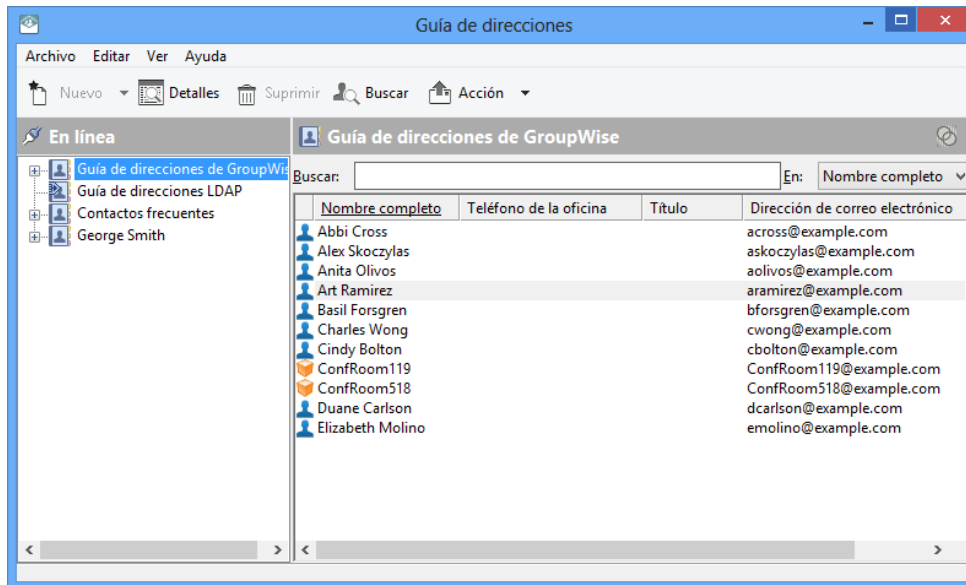 Guía de direcciones
Archivo Editar Ver Ayuda
Nuevo Detalles Suprimir Buscar Acción
En línea
Guía de direcciones de GroupWis
Guía de direcciones LDAP
Contactos frecuentes
George Smith
Guía de direcciones de GroupWise
Buscar: En: Nombre completo
Nombre completo Teléfono de la oficina Título Dirección de correo electrónico
Abbi Cross across@example.com
Alex Skoczylas askoczylas@example.com
Anita Olivos aolivos@example.com
Art Ramirez aramirez@example.com
Basil Forsgren bforsgren@example.com
Charles Wong cwong@example.com
Cindy Bolton cbolton@example.com
ConfRoom119 ConfRoom119@example.com
ConfRoom518 ConfRoom518@example.com
Duane Carlson dcarlson@example.com
Elizabeth Molino emolino@example.com